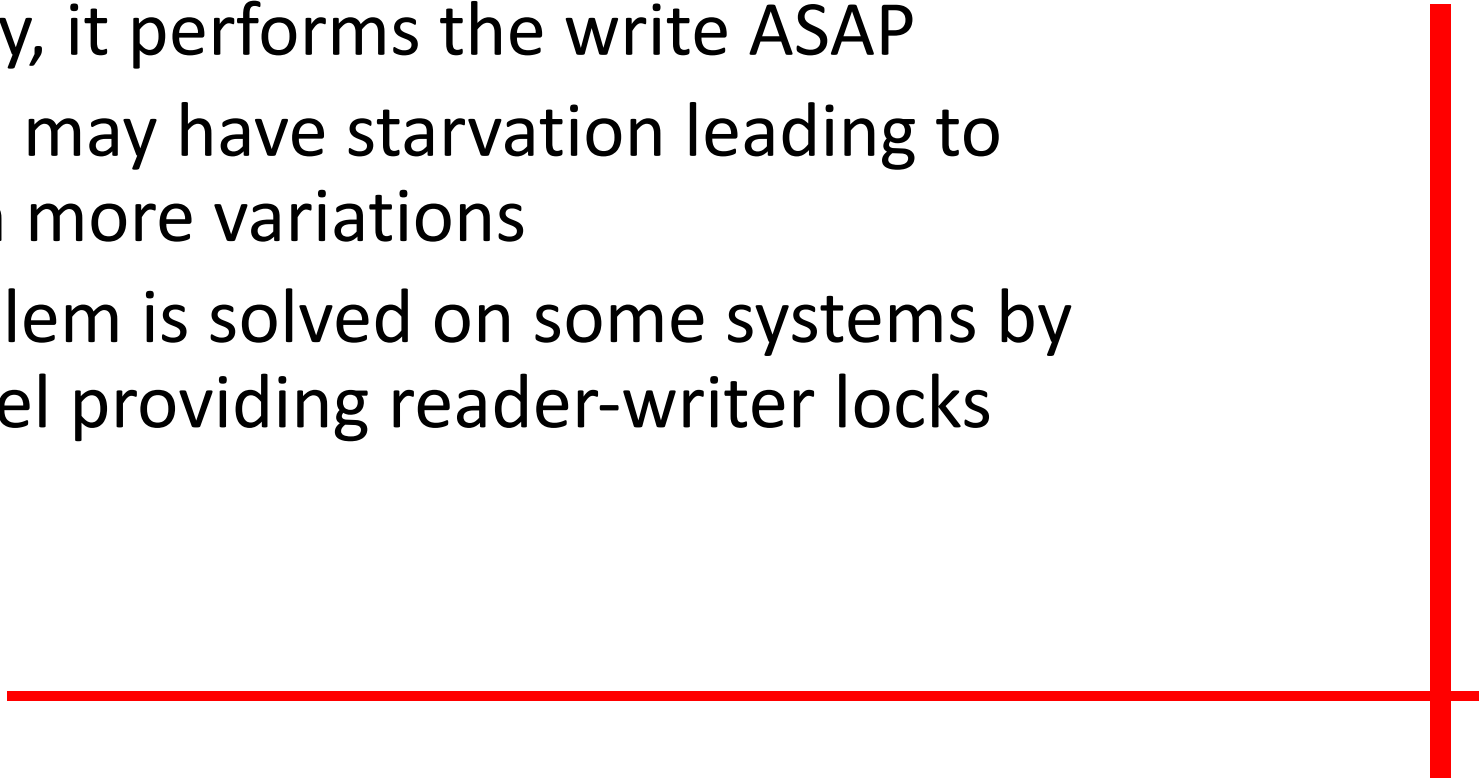 y, it performs the write ASAP
may have starvation leading to
more variations
lem is solved on some systems by
el providing reader-writer locks